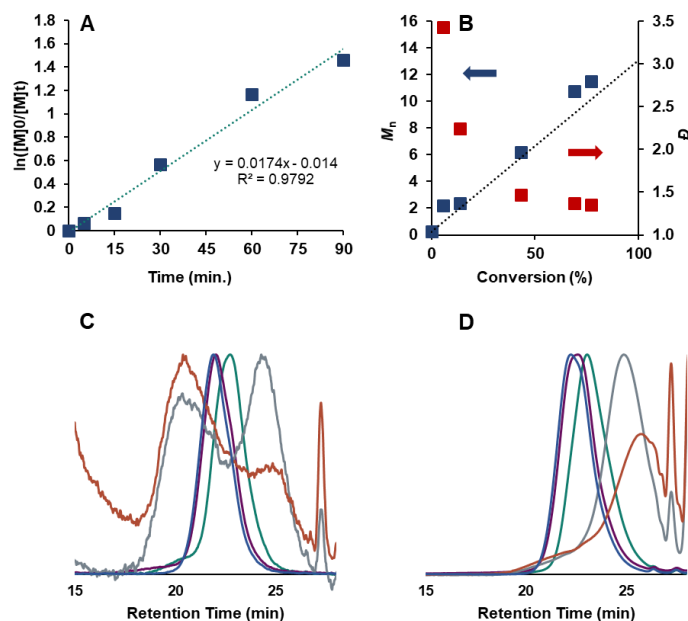 A
1.8
1.6
1.4
1.2
1
0.8
0.6
0.4
0.2
0
ln([M]0/[M]t)
y = 0.0174x - 0.014
R² = 0.9792
0 15 30 45 60 75 90
Time (min.)
B
16
14
12
10
8
6
4
2
0
Mn
3.5
3.0
2.5
2.0
1.5
1.0
Đ
0 50 100
Conversion (%)
C
15 20 25
Retention Time (min)
D
15 20 25
Retention Time (min)